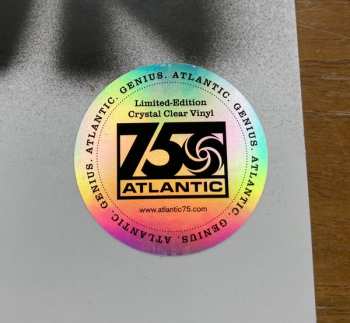 GENIUS. ATLANTIC. GENIUS. ATLANTIC. GENIUS. ATLANTIC. GENIUS. ATLANTIC.
Limited-Edition
Crystal Clear Vinyl
75
ATLANTIC
www.atlantic75.com